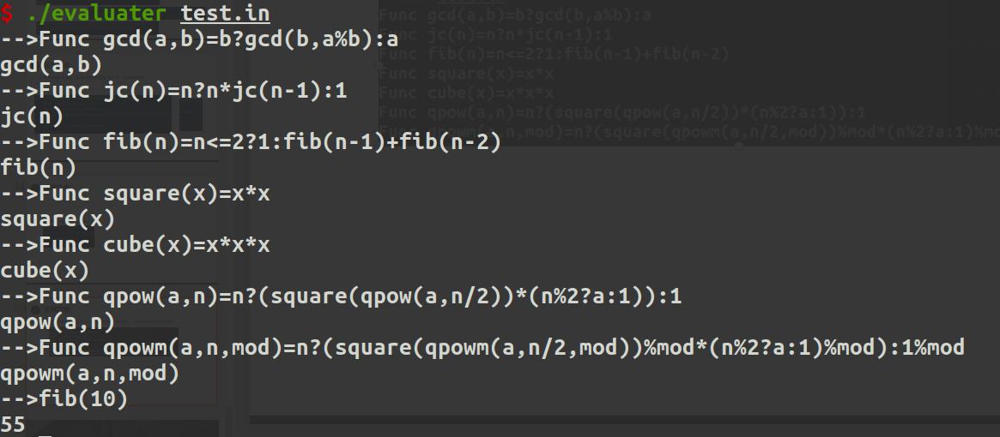 $ ./evaluater test.in
-->Func gcd(a,b)=b?gcd(b,a%b):a
gcd(a,b)
-->Func jc(n)=n?n*jc(n-1):1
jc(n)
-->Func fib(n)=n<=2?1:fib(n-1)+fib(n-2)
fib(n)
-->Func square(x)=x*x
square(x)
-->Func cube(x)=x*x*x
cube(x)
-->Func qpow(a,n)=n?(square(qpow(a,n/2))*(n%2?a:1)):1
qpow(a,n)
-->Func qpowm(a,n,mod)=n?(square(qpowm(a,n/2,mod))%mod*(n%2?a:1)%mod):1%mod
qpowm(a,n,mod)
-->fib(10)
55
Func gcd(a,b)=b?gcd(b,a%b):a
Func jc(n)=n?n*jc(n-1):1
Func fib(n)=n<=2?1:fib(n-1)+fib(n-2)
Func square(x)=x*x
Func cube(x)=x*x*x
Func qpow(a,n)=n?(square(qpow(a,n/2))*(n%2?a:1)):1
Func qpowm(a,n,mod)=n?(square(qpowm(a,n/2,mod))%mod*(n%2?a:1)%mo